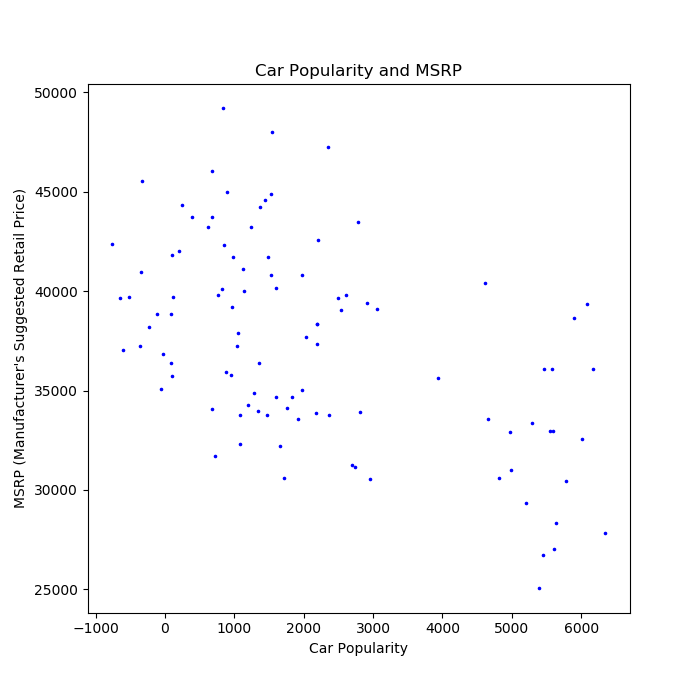 Car Popularity and MSRP
50000
45000
40000
35000
30000
25000
MSRP (Manufacturer's Suggested Retail Price)
−1000 0 1000 2000 3000 4000 5000 6000
Car Popularity